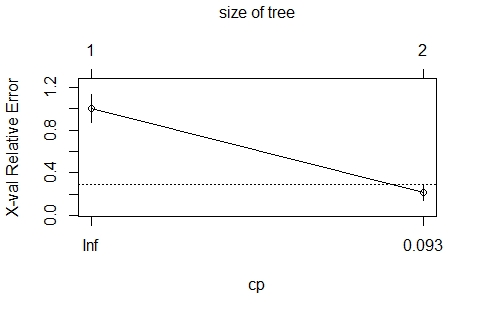 size of tree
1 2
X-val Relative Error
1.2
0.8
0.4
0.0
Inf 0.093
cp